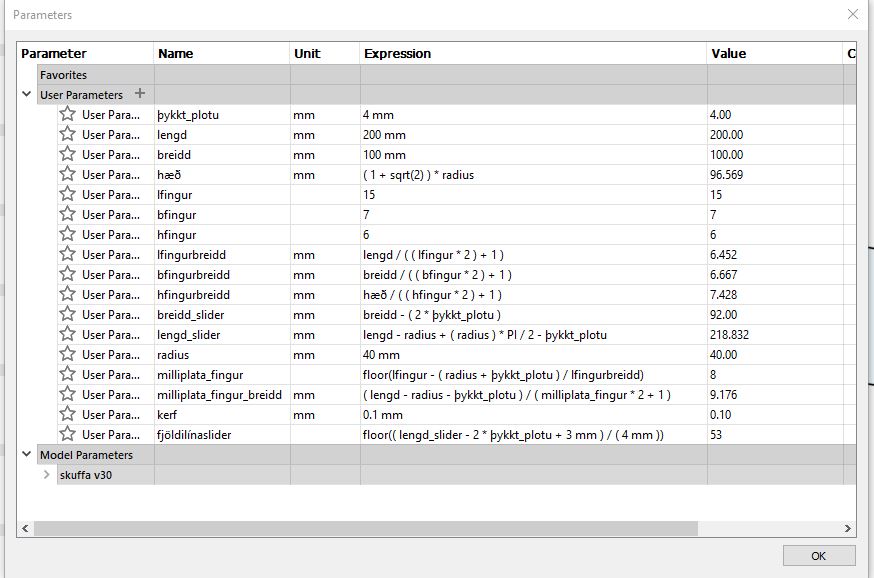 Parameters
Parameter Name Unit Expression Value C
Favorites
User Parameters +
User Para... þykkt_plotu mm 4 mm 4.00
User Para... lengd mm 200 mm 200.00
User Para... breidd mm 100 mm 100.00
User Para... hæð mm ( 1 + sqrt(2) ) * radius 96.569
User Para... lfingur 15 15
User Para... bfingur 7 7
User Para... hfingur 6 6
User Para... lfingurbreidd mm lengd / ( ( lfingur * 2 ) + 1 ) 6.452
User Para... bfingurbreidd mm breidd / ( ( bfingur * 2 ) + 1 ) 6.667
User Para... hfingurbreidd mm hæð / ( ( hfingur * 2 ) + 1 ) 7.428
User Para... breidd_slider mm breidd - ( 2 * þykkt_plotu ) 92.00
User Para... lengd_slider mm lengd - radius + ( radius ) * PI / 2 - þykkt_plotu 218.832
User Para... radius mm 40 mm 40.00
User Para... milliplata_fingur floor(lfingur - ( radius + þykkt_plotu ) / lfingurbreidd) 8
User Para... milliplata_fingur_breidd mm ( lengd - radius - þykkt_plotu ) / ( milliplata_fingur * 2 + 1 ) 9.176
User Para... kerf mm 0.1 mm 0.10
User Para... fjöldilínaslider floor(( lengd_slider - 2 * þykkt_plotu + 3 mm ) / ( 4 mm )) 53
Model Parameters
skuffa v30
OK